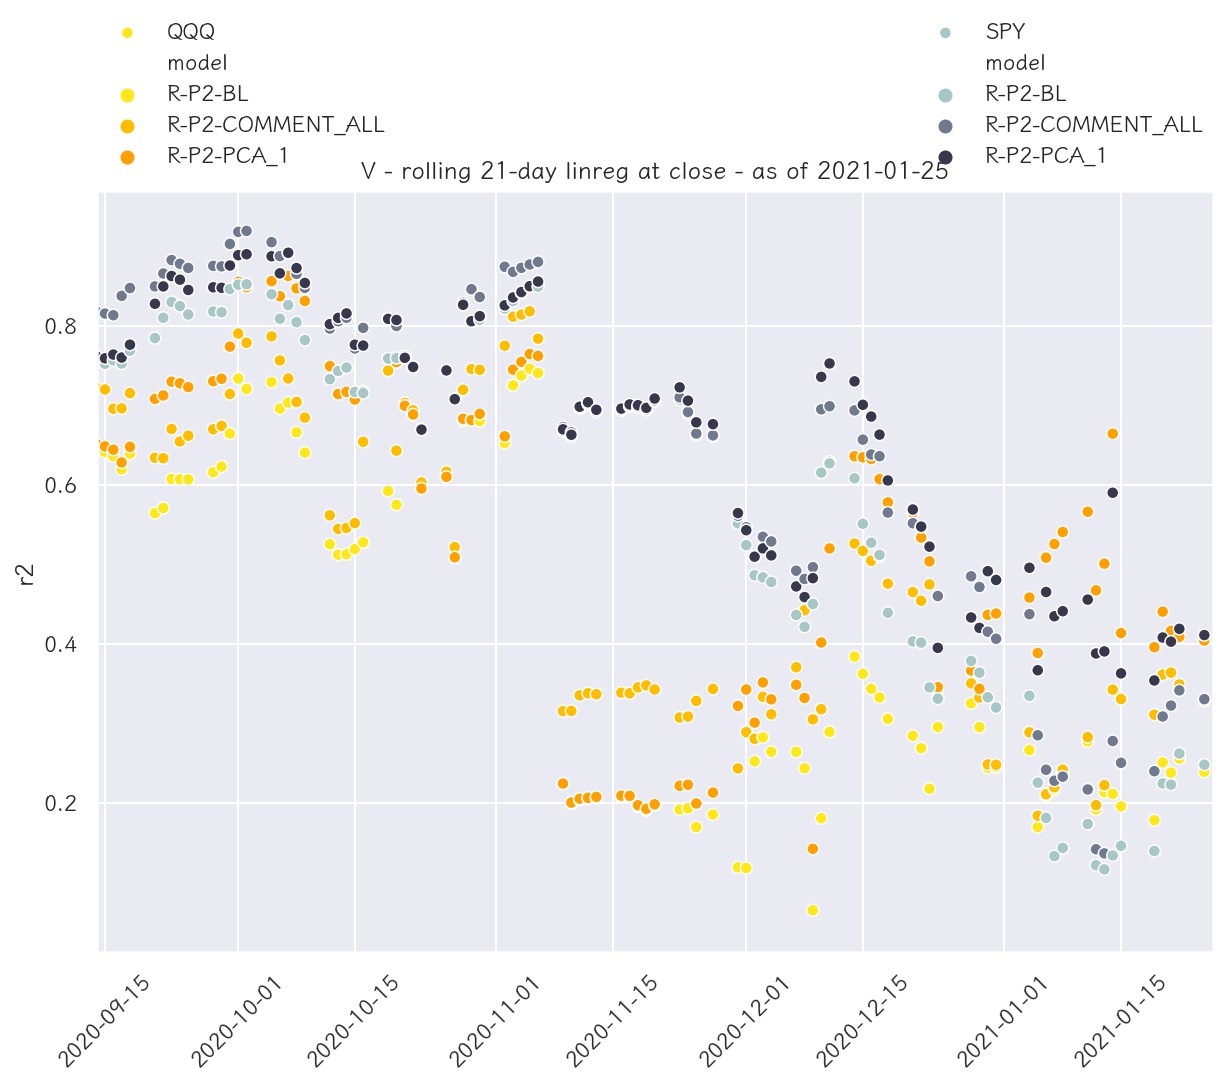 QQQ
model
R-P2-BL
R-P2-COMMENT_ALL
R-P2-PCA_1
SPY
model
R-P2-BL
R-P2-COMMENT_ALL
R-P2-PCA_1
V - rolling 21-day linreg at close - as of 2021-01-25
0.8
0.6
0.4
0.2
r2
2020-09-15
2020-10-01
2020-10-15
2020-11-01
2020-11-15
2020-12-01
2020-12-15
2021-01-01
2021-01-15